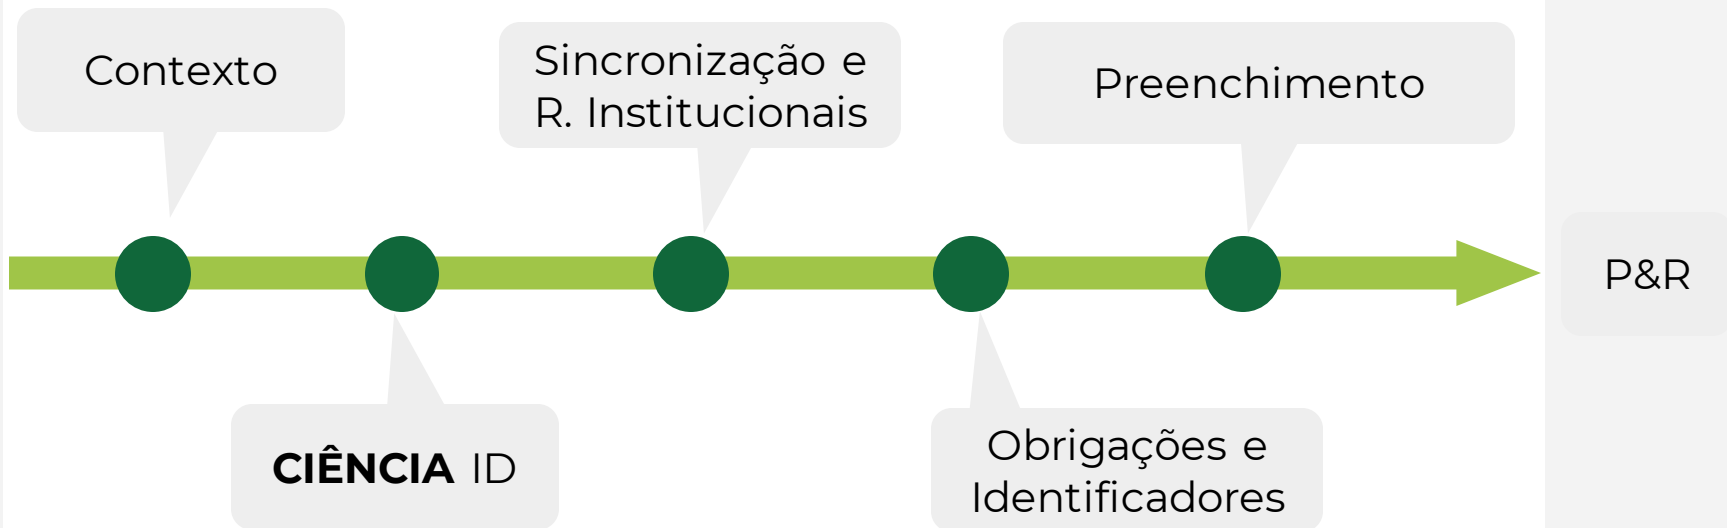 Contexto
CIÊNCIA ID
Sincronização e
R. Institucionais
Obrigações e
Identificadores
Preenchimento
P&R